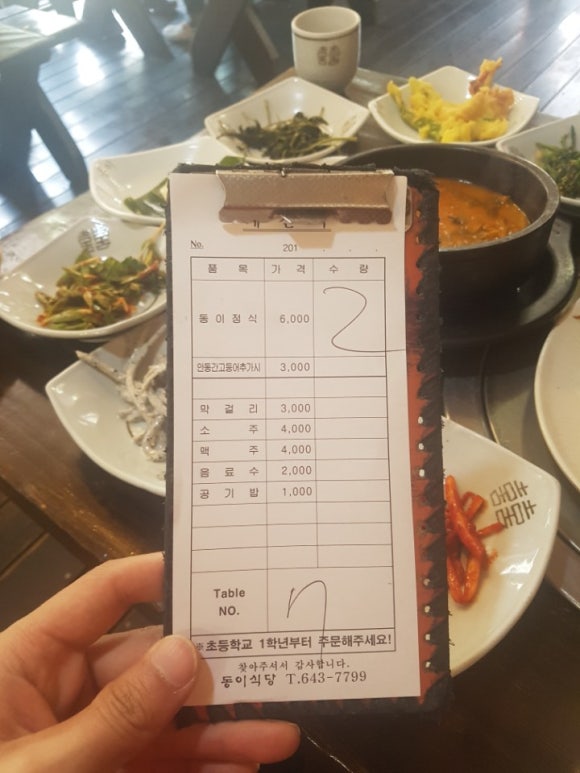 No. 201 . . .
품 목 가 격 수 량
동 이 정 식 6,000 2
안동간고등어추가시 3,000
막 걸 리 3,000
소 주 4,000
맥 주 4,000
음 료 수 2,000
공 기 밥 1,000
Table NO. 7
※초등학교 1학년부터 주문해주세요!
찾아주셔서 감사합니다.
동이식당 T.643-7799